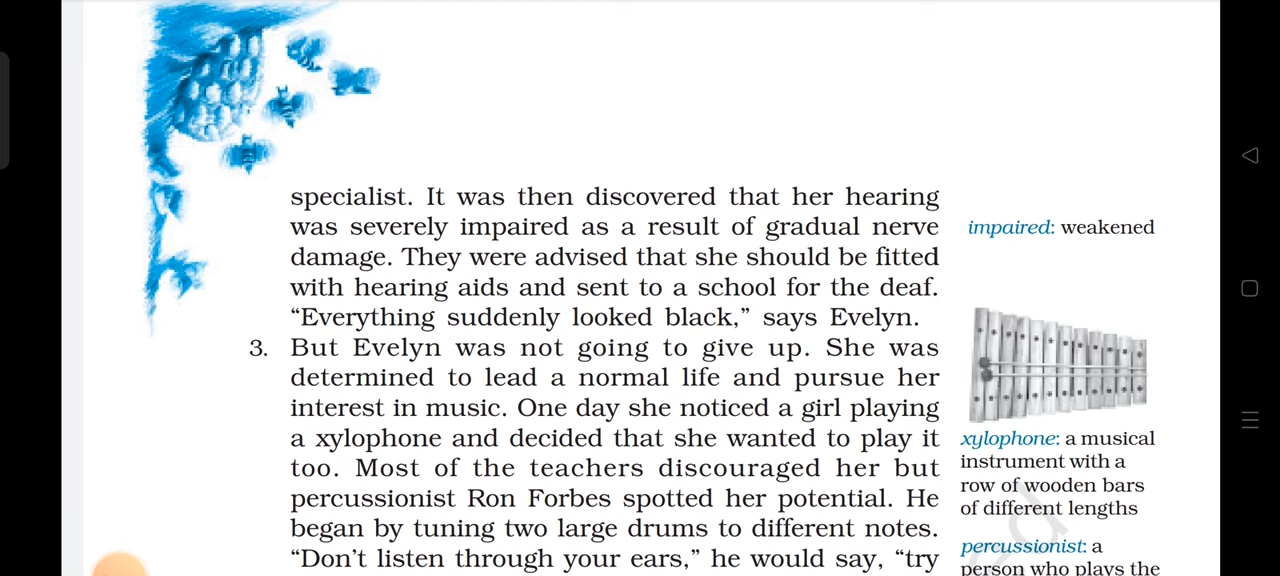 specialist. It was then discovered that her hearing
was severely impaired as a result of gradual nerve
damage. They were advised that she should be fitted
with hearing aids and sent to a school for the deaf.
“Everything suddenly looked black,” says Evelyn.
3. But Evelyn was not going to give up. She was
determined to lead a normal life and pursue her
interest in music. One day she noticed a girl playing
a xylophone and decided that she wanted to play it
too. Most of the teachers discouraged her but
percussionist Ron Forbes spotted her potential. He
began by tuning two large drums to different notes.
“Don’t listen through your ears,” he would say, “try
impaired: weakened
xylophone: a musical
instrument with a
row of wooden bars
of different lengths
percussionist: a
person who plays the